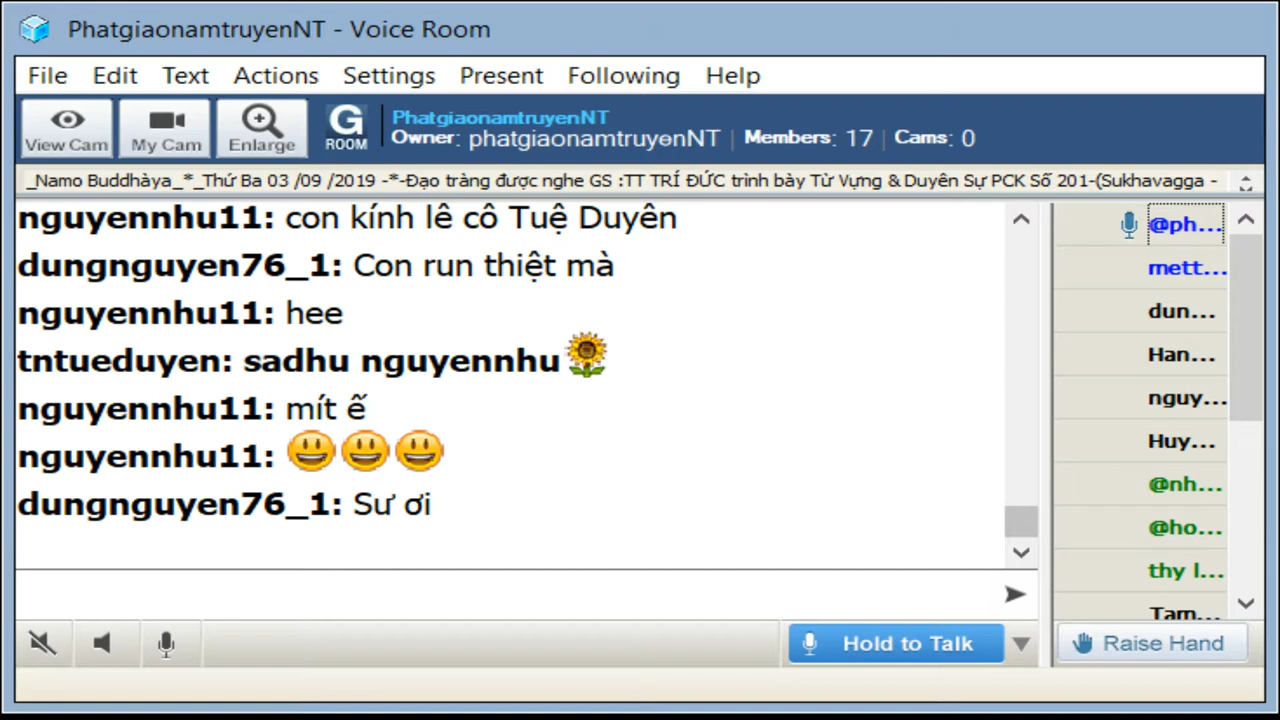 PhatgiaonamtruyenNT - Voice Room
File Edit Text Actions Settings Present Following Help
View Cam My Cam Enlarge G ROOM
PhatgiaonamtruyenNT
Owner: phatgiaonamtruyenNT | Members: 17 | Cams: 0
_Namo Buddhàya_*_Thứ Ba 03 /09 /2019 -*-Đạo tràng được nghe GS :TT TRÍ ĐỨC trình bày Từ Vựng & Duyên Sự PCK Số 201-(Sukhavagga -
nguyennhu11: con kính lê cô Tuệ Duyên
dungnguyen76_1: Con run thiệt mà
nguyennhu11: hee
tntueduyen: sadhu nguyennhu
nguyennhu11: mít ế
nguyennhu11:
dungnguyen76_1: Sư ơi
@ph...
mett...
dun...
Han...
nguy...
Huy...
@nh...
@ho...
thy l...
Tam...
Hold to Talk
Raise Hand